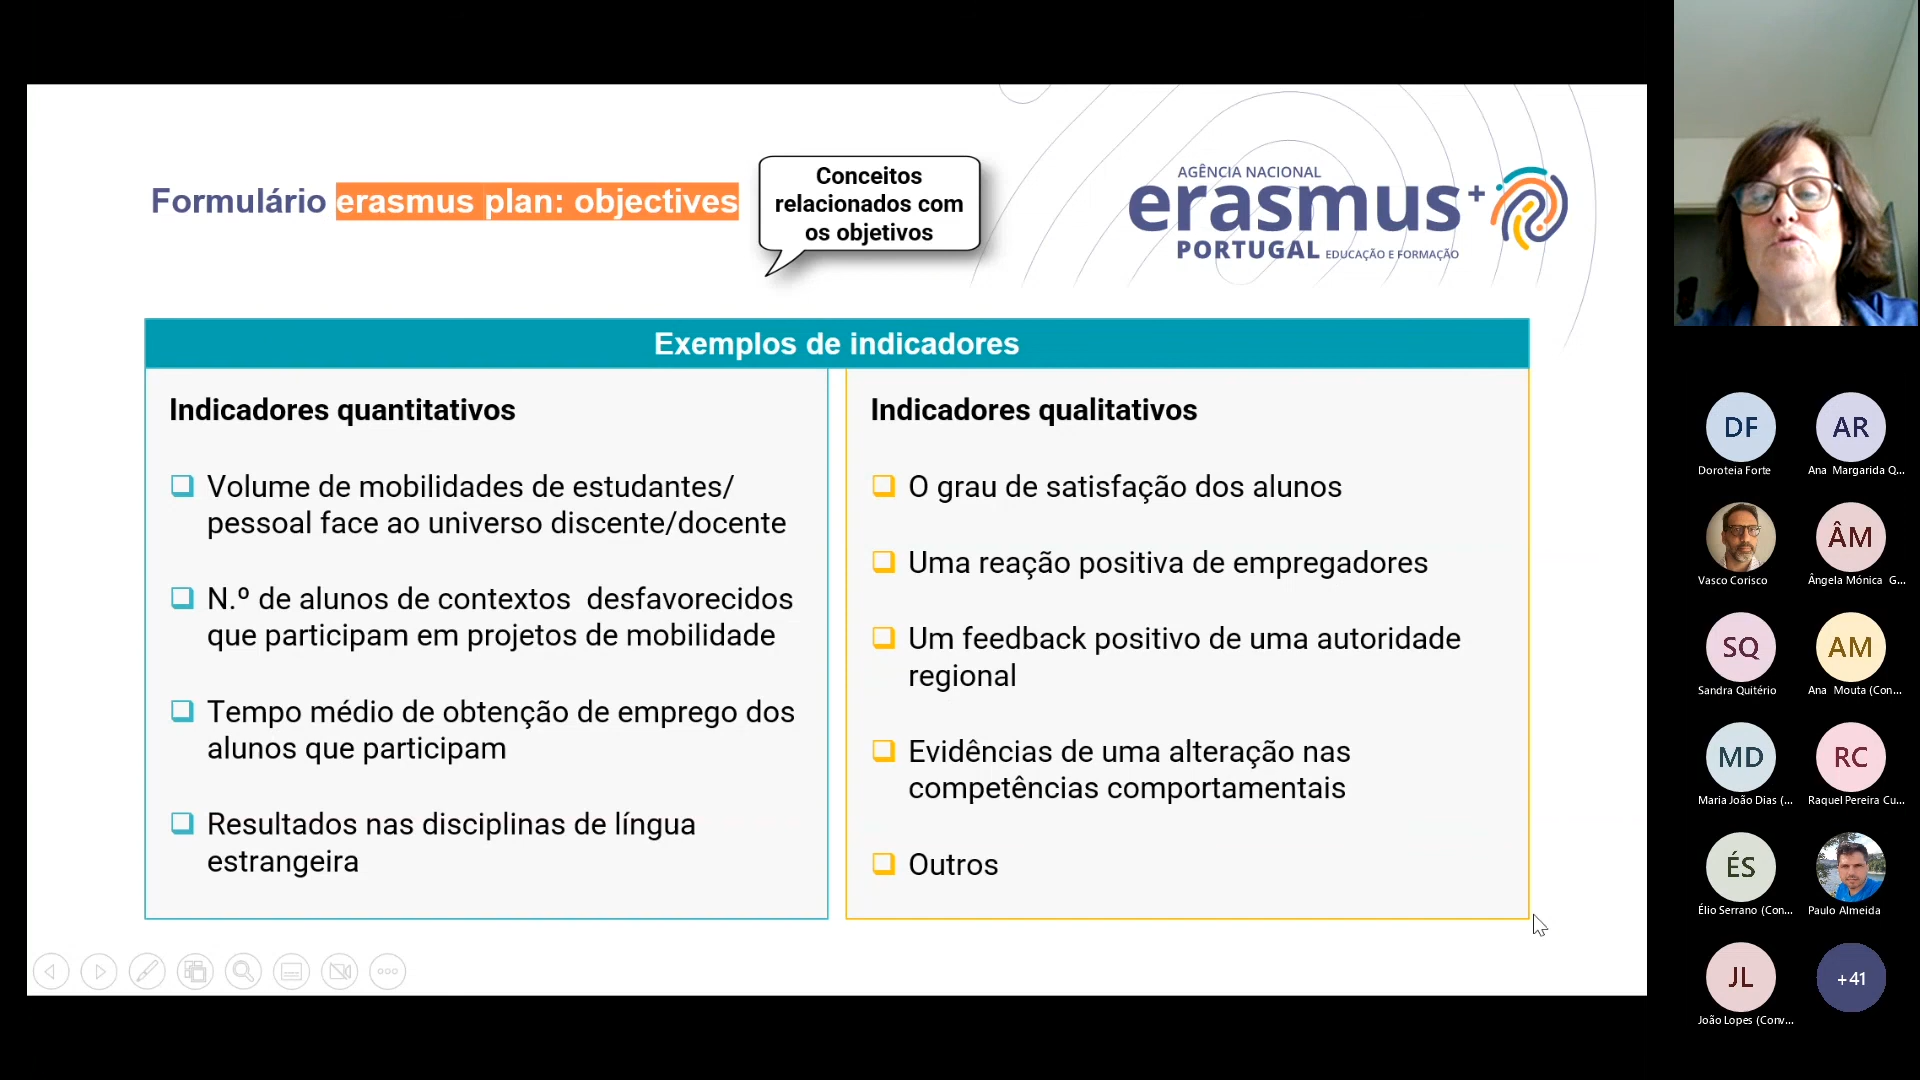 Formulário erasmus plan: objectives
Conceitos
relacionados com
os objetivos
AGÊNCIA NACIONAL
erasmus+
PORTUGAL EDUCAÇÃO E FORMAÇÃO
Exemplos de indicadores
Indicadores quantitativos
Volume de mobilidades de estudantes/
pessoal face ao universo discente/docente
N.º de alunos de contextos desfavorecidos
que participam em projetos de mobilidade
Tempo médio de obtenção de emprego dos
alunos que participam
Resultados nas disciplinas de língua
estrangeira
Indicadores qualitativos
O grau de satisfação dos alunos
Uma reação positiva de empregadores
Um feedback positivo de uma autoridade
regional
Evidências de uma alteração nas
competências comportamentais
Outros
DF
Doroteia Forte
AR
Ana Margarida Q...
Vasco Corisco
ÂM
Ângela Mónica G...
SQ
Sandra Quitério
AM
Ana Mouta (Con...
MD
Maria João Dias (...
RC
Raquel Pereira Cu...
ÉS
Élio Serrano (Con...
Paulo Almeida
JL
João Lopes (Conv...
+41